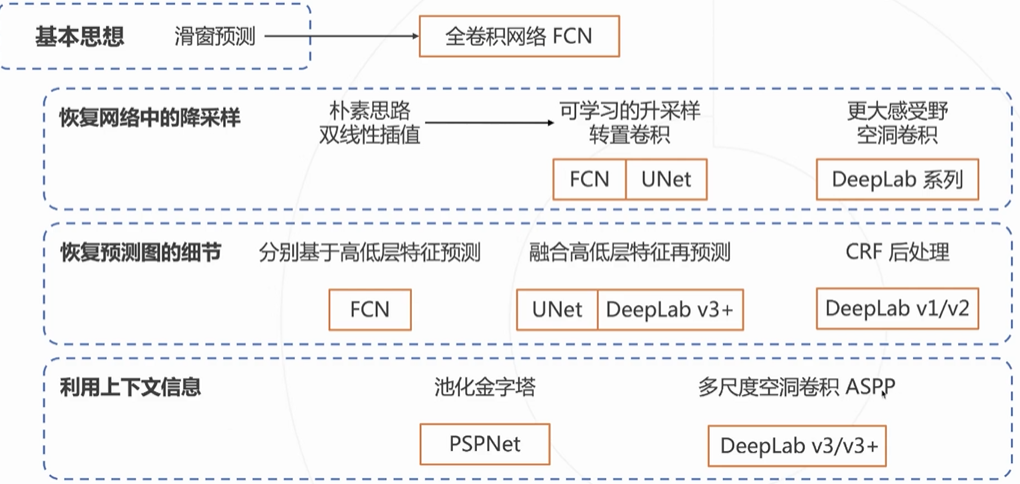 基本思想 滑窗预测 全卷积网络 FCN
恢复网络中的降采样 朴素思路 可学习的升采样 更大感受野
双线性插值 转置卷积 空洞卷积
FCN UNet DeepLab 系列
恢复预测图的细节 分别基于高低层特征预测 融合高低层特征再预测 CRF 后处理
FCN UNet DeepLab v3+ DeepLab v1/v2
利用上下文信息 池化金字塔 多尺度空洞卷积 ASPP
PSPNet DeepLab v3/v3+